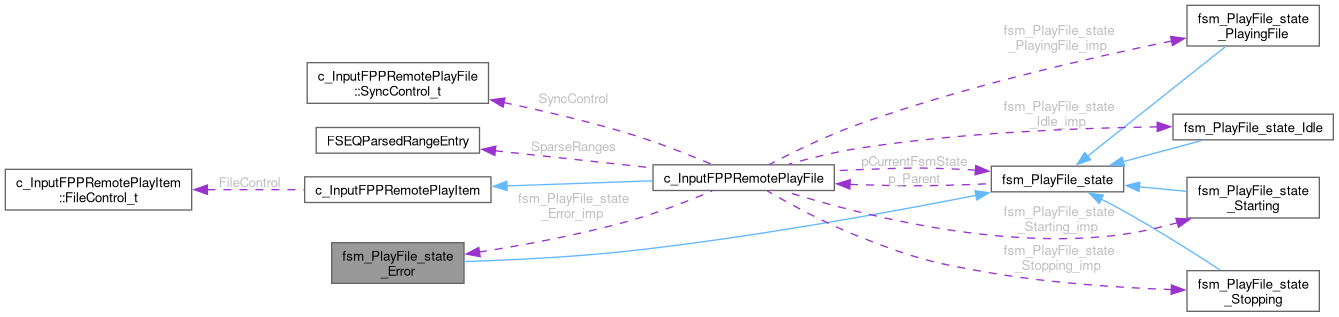 fsm_PlayFile_state
_PlayingFile
fsm_PlayFile_state
_PlayingFile_imp
c_InputFPPRemotePlayFile
::SyncControl_t
SyncControl
fsm_PlayFile_state
_Idle_imp
fsm_PlayFile_state_Idle
FSEQParsedRangeEntry
SparseRanges
c_InputFPPRemotePlayItem
::FileControl_t
FileControl
c_InputFPPRemotePlayItem
c_InputFPPRemotePlayFile
pCurrentFsmState
p_Parent
fsm_PlayFile_state
fsm_PlayFile_state
_Starting
fsm_PlayFile_state
_Error_imp
fsm_PlayFile_state
_Starting_imp
fsm_PlayFile_state
_Error
fsm_PlayFile_state
_Stopping_imp
fsm_PlayFile_state
_Stopping